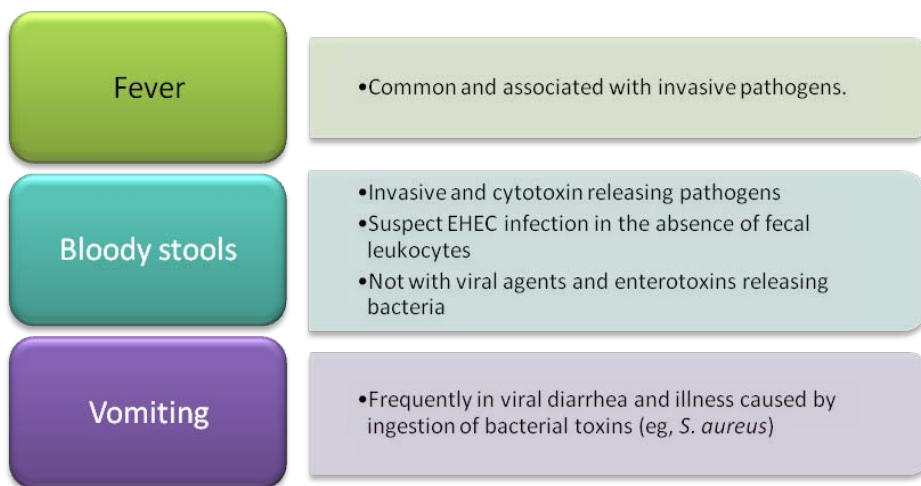 Fever
•Common and associated with invasive pathogens.
Bloody stools
•Invasive and cytotoxin releasing pathogens
•Suspect EHEC infection in the absence of fecal
leukocytes
•Not with viral agents and enterotoxins releasing
bacteria
Vomiting
•Frequently in viral diarrhea and illness caused by
ingestion of bacterial toxins (eg, S. aureus)